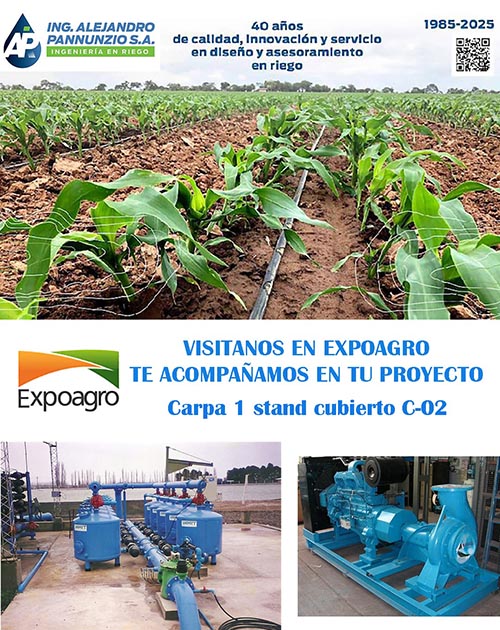 AP
ING. ALEJANDRO
PANNUNZIO S.A.
INGENIERÍA EN RIEGO
40 años
de calidad, innovación y servicio
en diseño y asesoramiento
en riego
1985-2025
Expoagro
VISITANOS EN EXPOAGRO
TE ACOMPAÑAMOS EN TU PROYECTO
Carpa 1 stand cubierto C-02